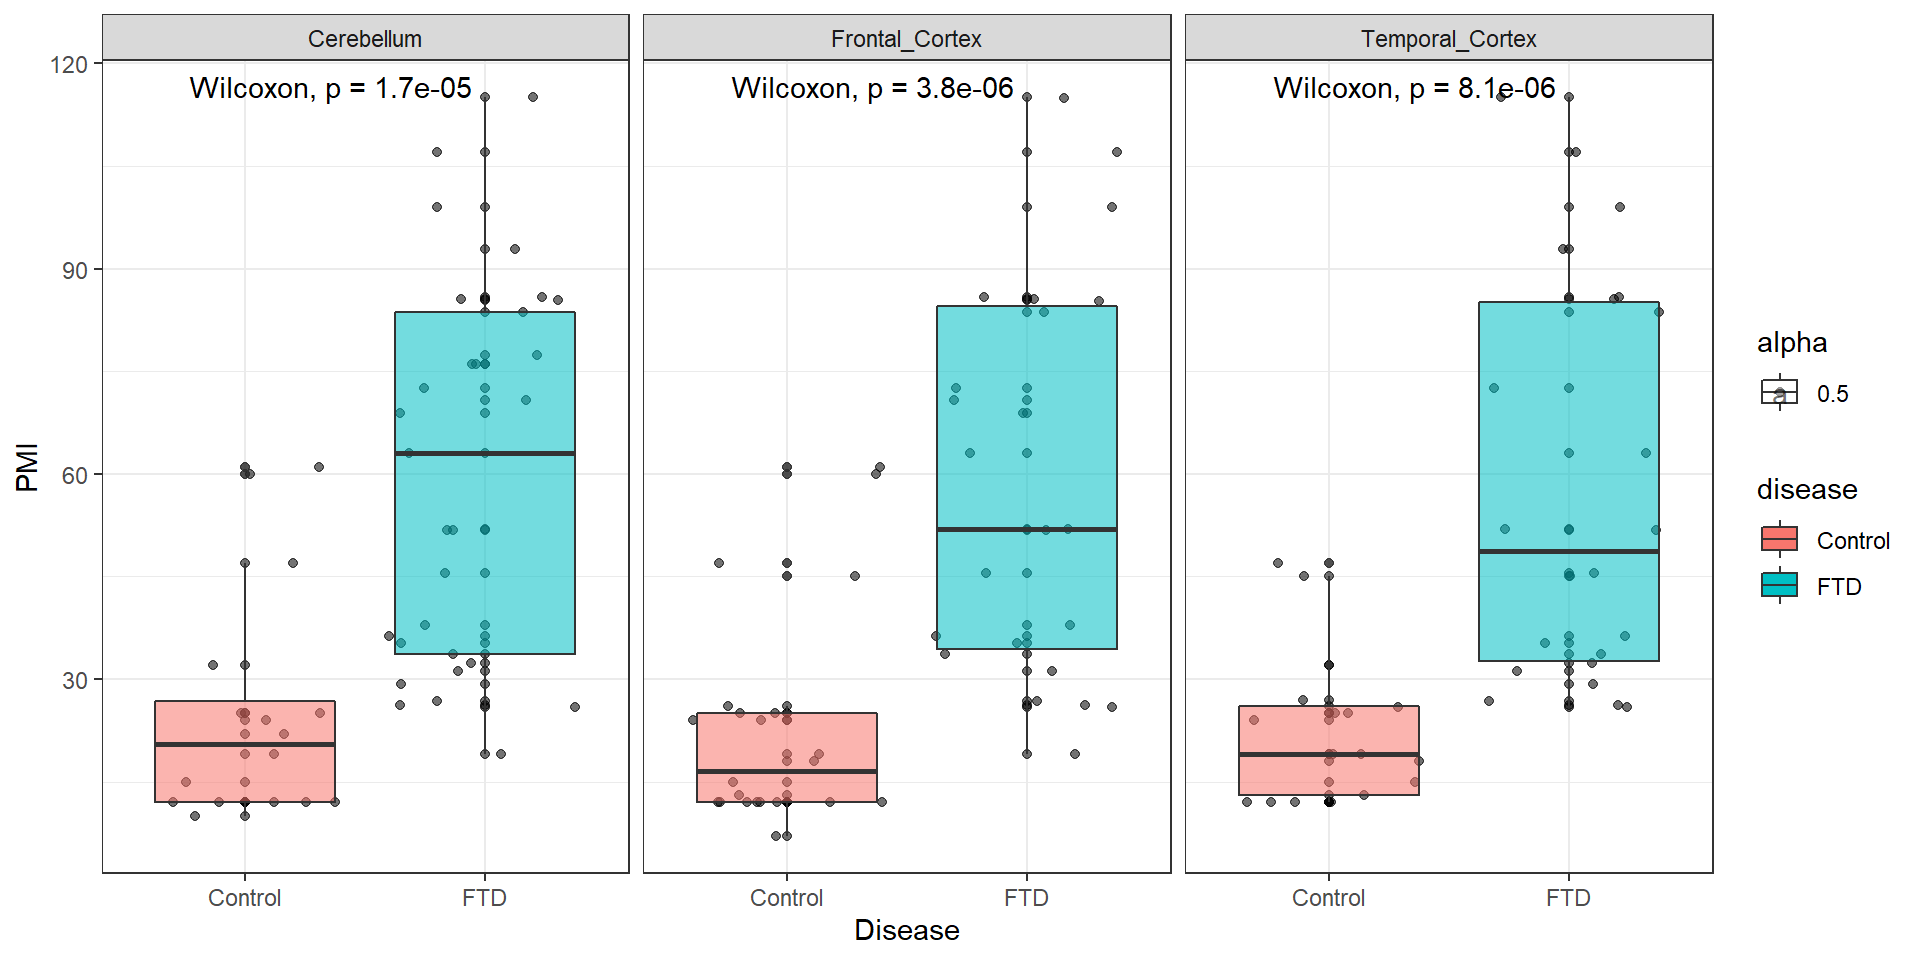 Cerebellum
Frontal_Cortex
Temporal_Cortex
Wilcoxon, p = 1.7e-05
Wilcoxon, p = 3.8e-06
Wilcoxon, p = 8.1e-06
120
90
60
30
PMI
Control
FTD
Control
FTD
Control
FTD
Disease
alpha
a
0.5
disease
Control
FTD